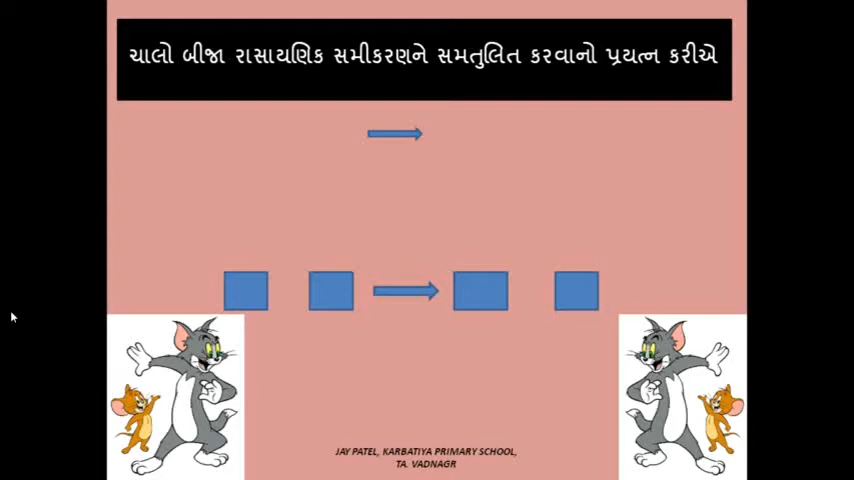 ચાલો બીજા રાસાયણિક સમીકરણને સમતુલિત કરવાનો પ્રયત્ન કરીએ
JAY PATEL, KARBATIYA PRIMARY SCHOOL,
TA. VADNAGR